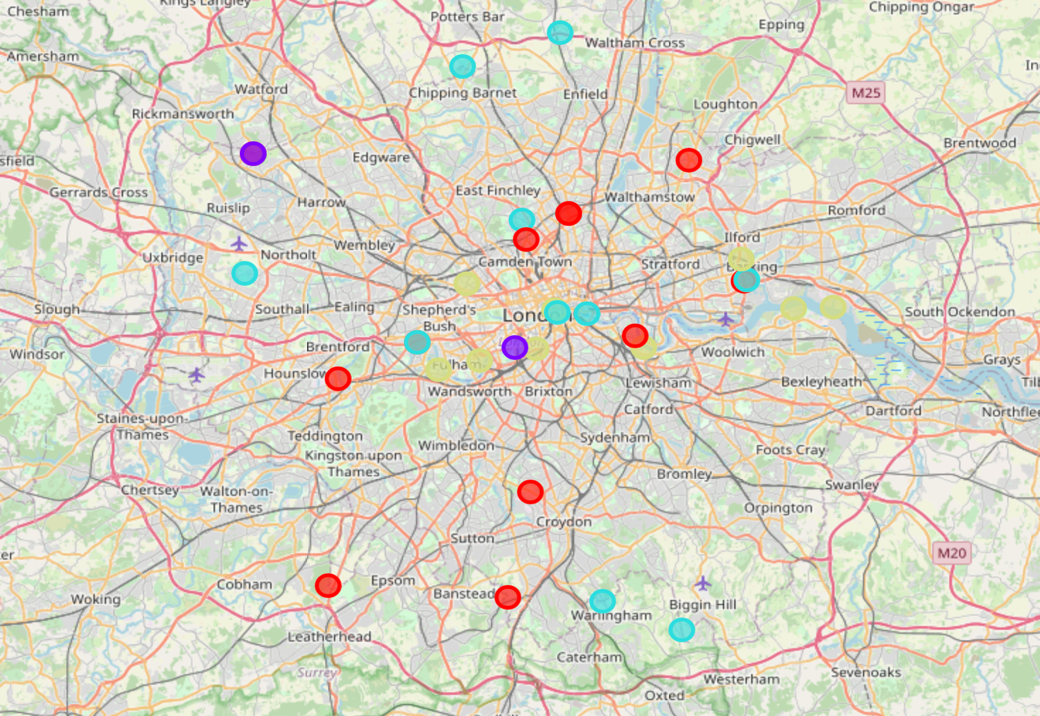 Chesham
Kings Langley
Potters Bar
Epping
Chipping Ongar
Amersham
Waltham Cross
Watford
Chipping Barnet
Enfield
M25
Rickmansworth
Loughton
Chigwell
Brentwood
Edgware
sfield
Gerrards Cross
East Finchley
Walthamstow
Ruislip
Harrow
Romford
Wembley
Ilford
Uxbridge
Northolt
Camden Town
Stratford
Slough
Southall
Ealing
Shepherd's
Bush
South Ockendon
Windsor
Brentford
Woolwich
Grays
Hounslow
Fulham
Wandsworth
Brixton
Lewisham
Bexleyheath
Staines-upon-
Thames
Catford
Dartford
Teddington
Kingston upon
Thames
Wimbledon
Sydenham
Foots Cray
Bromley
Chertsey
Walton-on-
Thames
Swanley
Orpington
Croydon
Sutton
M20
Cobham
Epsom
Banstead
Woking
Biggin Hill
Warlingham
Leatherhead
Caterham
Surrey
Westerham
Sevenoaks
Oxted